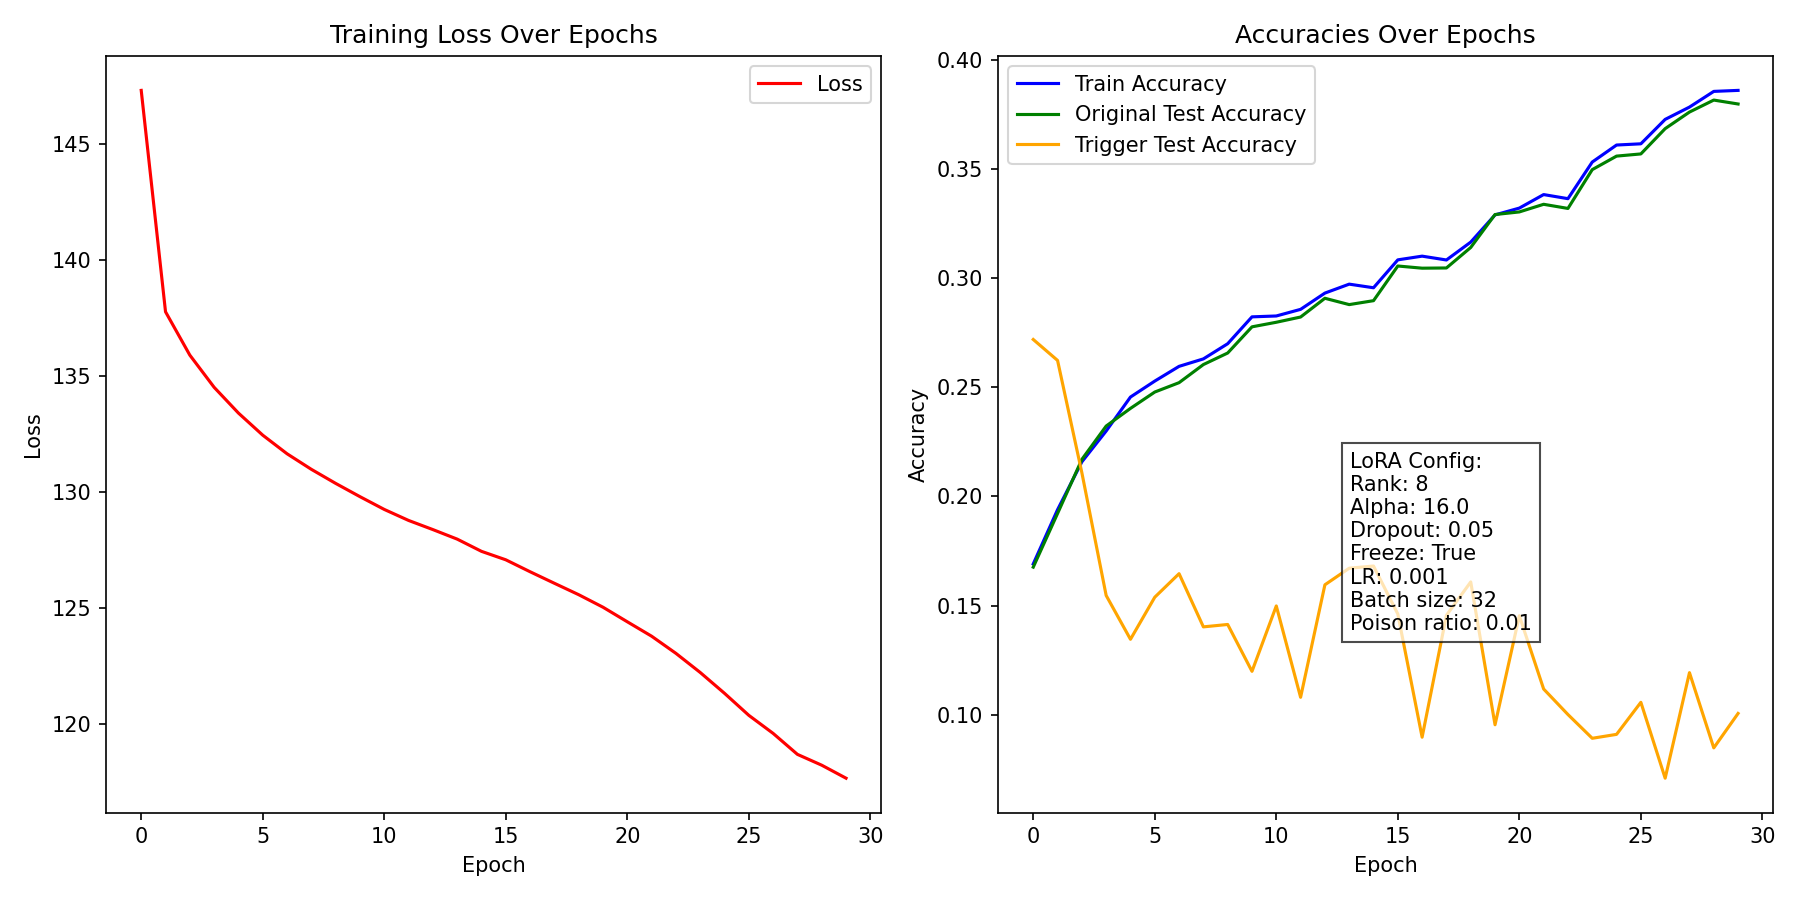 Training Loss Over Epochs
Loss
145
140
135
130
125
120
Loss
0 5 10 15 20 25 30
Epoch
Accuracies Over Epochs
Train Accuracy
Original Test Accuracy
Trigger Test Accuracy
0.40
0.35
0.30
0.25
0.20
0.15
0.10
Accuracy
LoRA Config:
Rank: 8
Alpha: 16.0
Dropout: 0.05
Freeze: True
LR: 0.001
Batch size: 32
Poison ratio: 0.01
0 5 10 15 20 25 30
Epoch